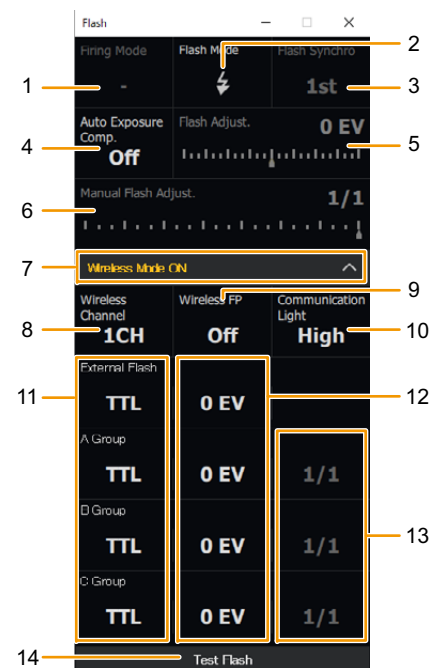 Flash
2
Firing Mode
Flash Mode
Flash Synchro
1
-
1st
3
Auto Exposure
Comp.
Flash Adjust.
0 EV
4
Off
5
Manual Flash Adjust.
1/1
6
7
Wireless Mode ON
9
Wireless
Channel
Wireless FP
Communication
Light
8
1CH
Off
High
10
External Flash
11
TTL
0 EV
12
A Group
TTL
0 EV
1/1
B Group
13
TTL
0 EV
1/1
C Group
TTL
0 EV
1/1
14
Test Flash